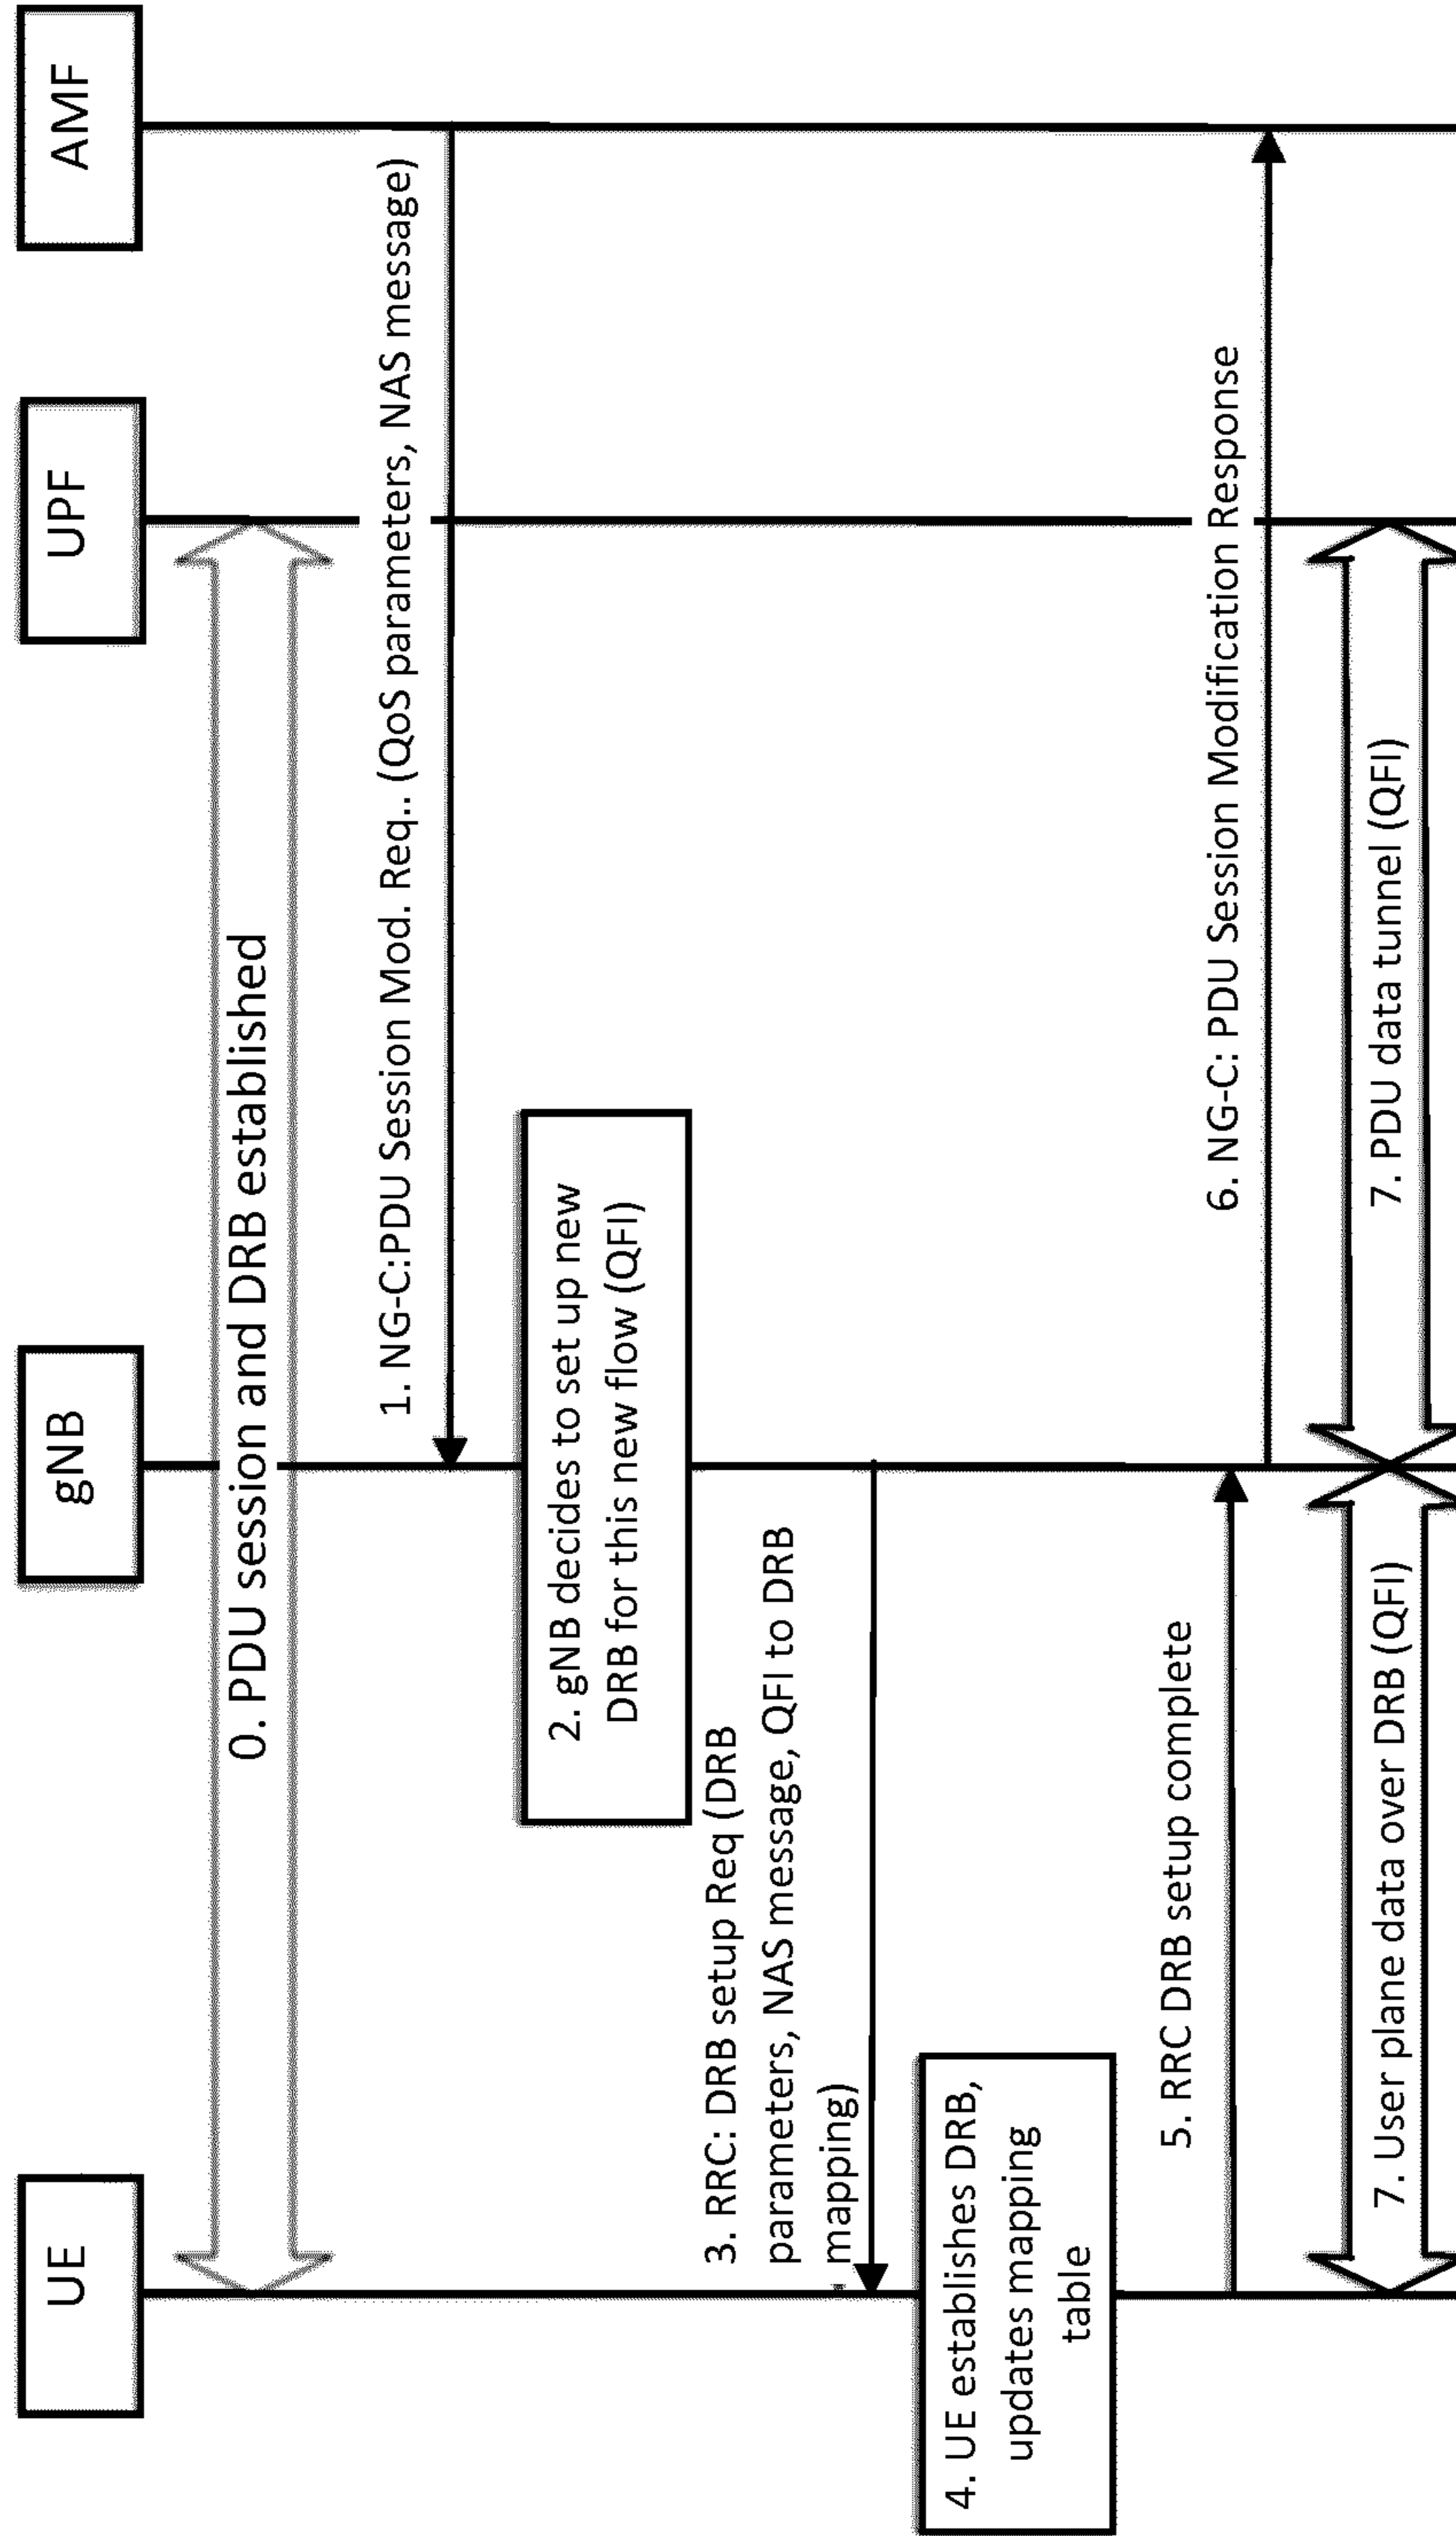 UE
gNB
UPF
AMF
0. PDU session and DRB established
1. NG-C:PDU Session Mod. Req.. (QoS parameters, NAS message)
2. gNB decides to set up new
DRB for this new flow (QFI)
3. RRC: DRB setup Req (DRB
parameters, NAS message, QFI to DRB
mapping)
4. UE establishes DRB,
updates mapping
table
5. RRC DRB setup complete
6. NG-C: PDU Session Modification Response
7. User plane data over DRB (QFI)
7. PDU data tunnel (QFI)